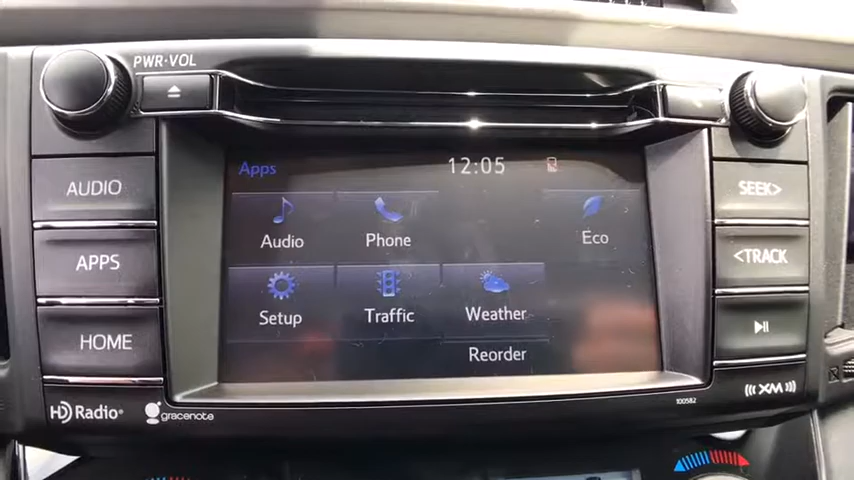 PWR·VOL
Apps 12:05
AUDIO
APPS
HOME
Audio Phone Eco
Setup Traffic Weather
Reorder
SEEK>
<TRACK
HD Radio
gracenote
100582
XM